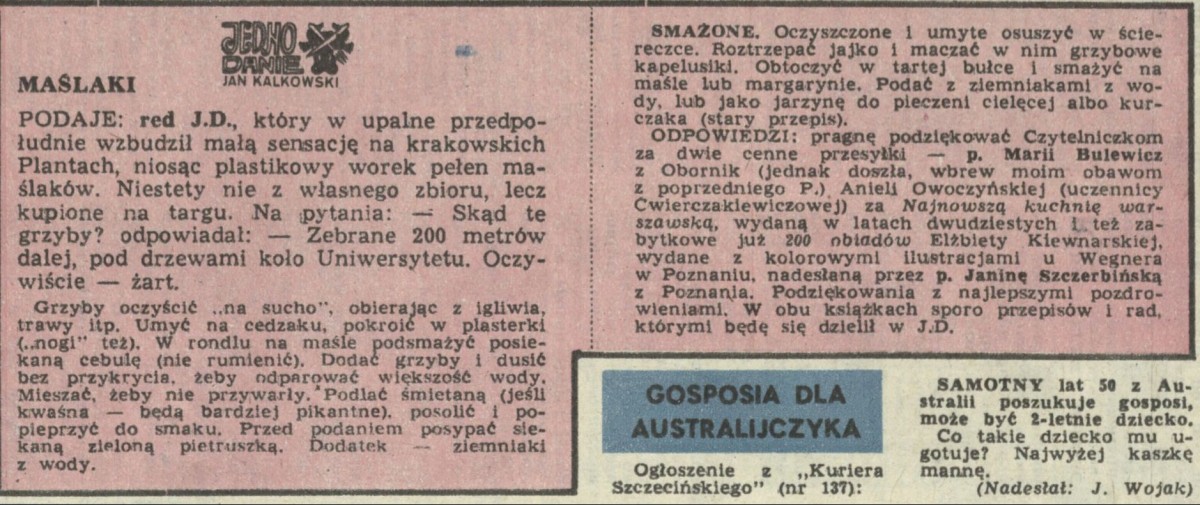 JEDNO
DANIE
JAN KALKOWSKI
MAŚLAKI
PODAJE: red J.D., który w upalne przedpo-
łudnie wzbudził małą sensację na krakowskich
Plantach, niosąc plastikowy worek pełen ma-
ślaków. Niestety nie z własnego zbioru, lecz
kupione na targu. Na pytania: — Skąd te
grzyby? odpowiadał: — Zebrane 200 metrów
dalej, pod drzewami koło Uniwersytetu. Oczy-
wiście — żart.
Grzyby oczyścić „na sucho", obierając z igliwia,
trawy itp. Umyć na cedzaku, pokroić w plasterki
(„nogi" też). W rondlu na maśle podsmażyć posie-
kaną cebulę (nie rumienić). Dodać grzyby i dusić
bez przykrycia, żeby odparować większość wody.
Mieszać, żeby nie przywarły. Podlać śmietaną (jeśli
kwaśna — będą bardziej pikantne), posolić i po-
pieprzyć do smaku. Przed podaniem posypać sie-
kaną zieloną pietruszką. Dodatek — ziemniaki
z wody.
SMAŻONE. Oczyszczone i umyte osuszyć w ście-
reczce. Roztrzepać jajko i maczać w nim grzybowe
kapelusiki. Obtoczyć w tartej bułce i smażyć na
maśle lub margarynie. Podać z ziemniakami z wo-
dy, lub jako jarzynę do pieczeni cielęcej albo kur-
czaka (stary przepis).
ODPOWIEDZI: pragnę podziękować Czytelniczkom
za dwie cenne przesyłki — p. Marii Bulewicz
z Obornik (jednak doszła, wbrew moim obawom
z poprzedniego P.) Anieli Owoczyńskiej (uczennicy
Ćwierczakiewiczowej) za Najnowszą kuchnię war-
szawską, wydaną w latach dwudziestych i też za-
bytkowe już 200 obiadów Elżbiety Kiewnarskiej,
wydane z kolorowymi ilustracjami u Wegnera
w Poznaniu, nadesłaną przez p. Janinę Szczerbińską
z Poznania. Podziękowania z najlepszymi pozdro-
wieniami. W obu książkach sporo przepisów i rad,
którymi będę się dzielił w J.D.
GOSPOSIA DLA
AUSTRALIJCZYKA
Ogłoszenie z „Kuriera
Szczecińskiego" (nr 137):
SAMOTNY lat 50 z Au-
stralii poszukuje gosposi,
może być 2-letnie dziecko.
Co takie dziecko mu u-
gotuje? Najwyżej kaszkę
mannę.
(Nadesłał: J. Wojak)